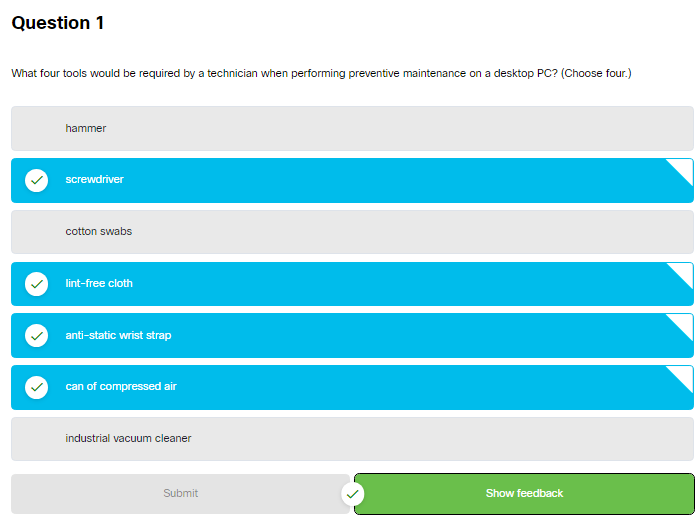 Question 1
What four tools would be required by a technician when performing preventive maintenance on a desktop PC? (Choose four.)
hammer
screwdriver
cotton swabs
lint-free cloth
anti-static wrist strap
can of compressed air
industrial vacuum cleaner
Submit
Show feedback